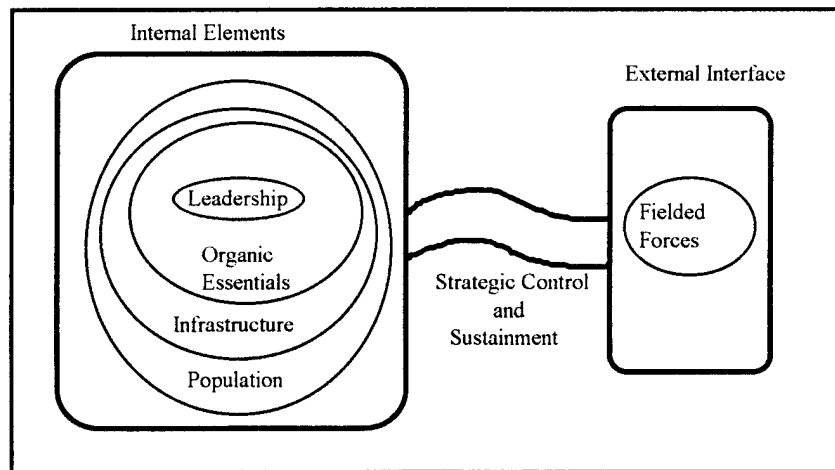 Internal Elements
External Interface
Leadership
Organic
Essentials
Infrastructure
Population
Strategic Control
and
Sustainment
Fielded
Forces